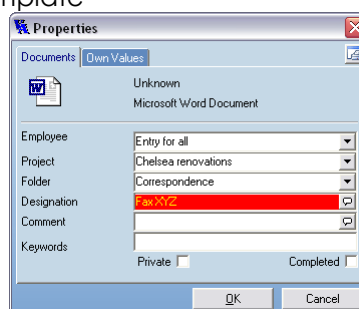 Properties
Documents Own Values
Unknown
Microsoft Word Document
Employee Entry for all
Project Chelsea renovations
Folder Correspondence
Designation Fax XYZ
Comment
Keywords
Private Completed
OK Cancel